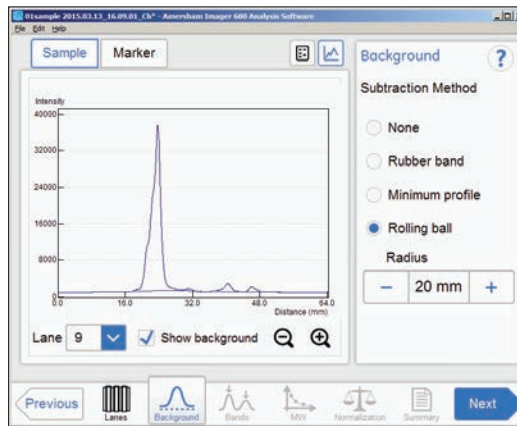 01sample 2015.03.13_16.09.01_Ch* - Amersham Imager 600 Analysis Software
File Edit Help
Sample
Marker
Intensity
40000
32000
24000
16000
8000
0
0.0
16.0
32.0
48.0
64.0
Distance (mm)
Lane 9
Show background
Background
?
Subtraction Method
None
Rubber band
Minimum profile
Rolling ball
Radius
20 mm
Previous
Lanes
Background
Bands
MW
Normalization
Summary
Next